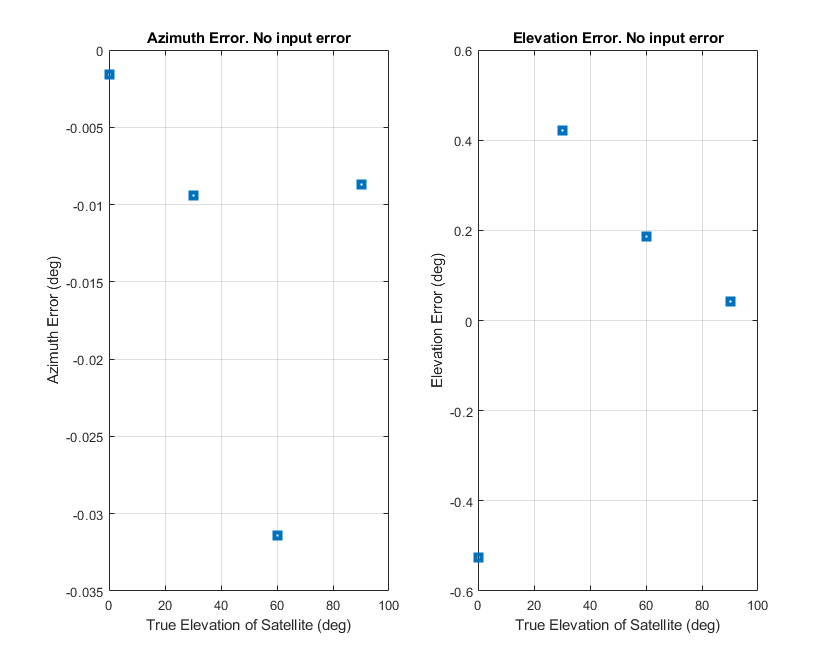 Azimuth Error. No input error
0
-0.005
-0.01
-0.015
-0.02
-0.025
-0.03
-0.035
Azimuth Error (deg)
0 20 40 60 80 100
True Elevation of Satellite (deg)
Elevation Error. No input error
0.6
0.4
0.2
0
-0.2
-0.4
-0.6
Elevation Error (deg)
0 20 40 60 80 100
True Elevation of Satellite (deg)